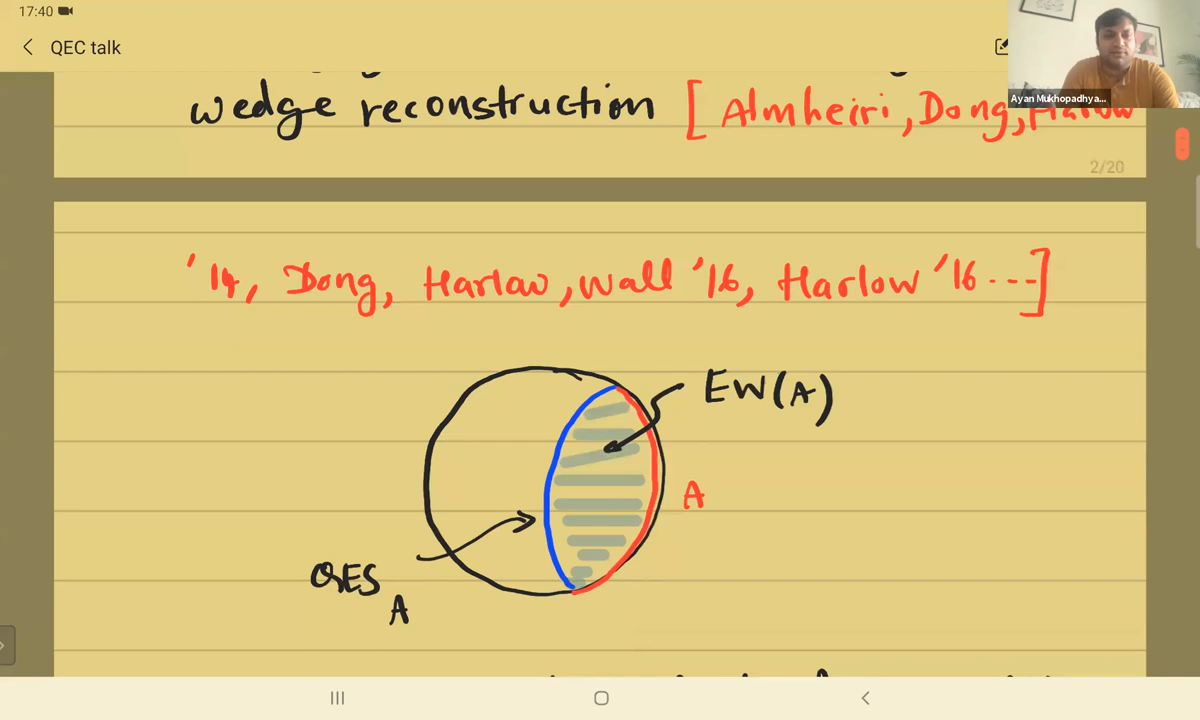 17:40
QEC talk
Ayan Mukhopadhya...
wedge reconstruction [ Almheiri, Dong, Harlow
2/20
'14, Dong, Harlow, Wall '16, Harlow '16 ---]
EW(A)
A
QES A